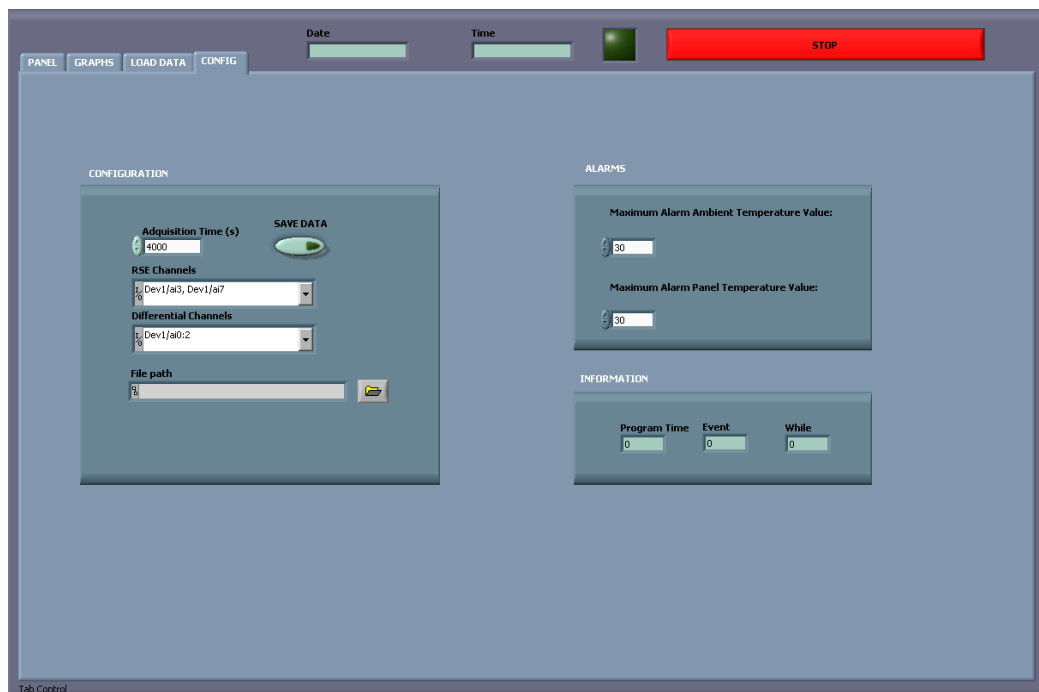 Date
Time
STOP
PANEL
GRAPHS
LOAD DATA
CONFIG
CONFIGURATION
Adquisition Time (s)
4000
SAVE DATA
RSE Channels
I/O
Dev1/ai3, Dev1/ai7
Differential Channels
I/O
Dev1/ai0:2
File path
ALARMS
Maximum Alarm Ambient Temperature Value:
30
Maximum Alarm Panel Temperature Value:
30
INFORMATION
Program Time
Event
While
0
0
0
Tab Control